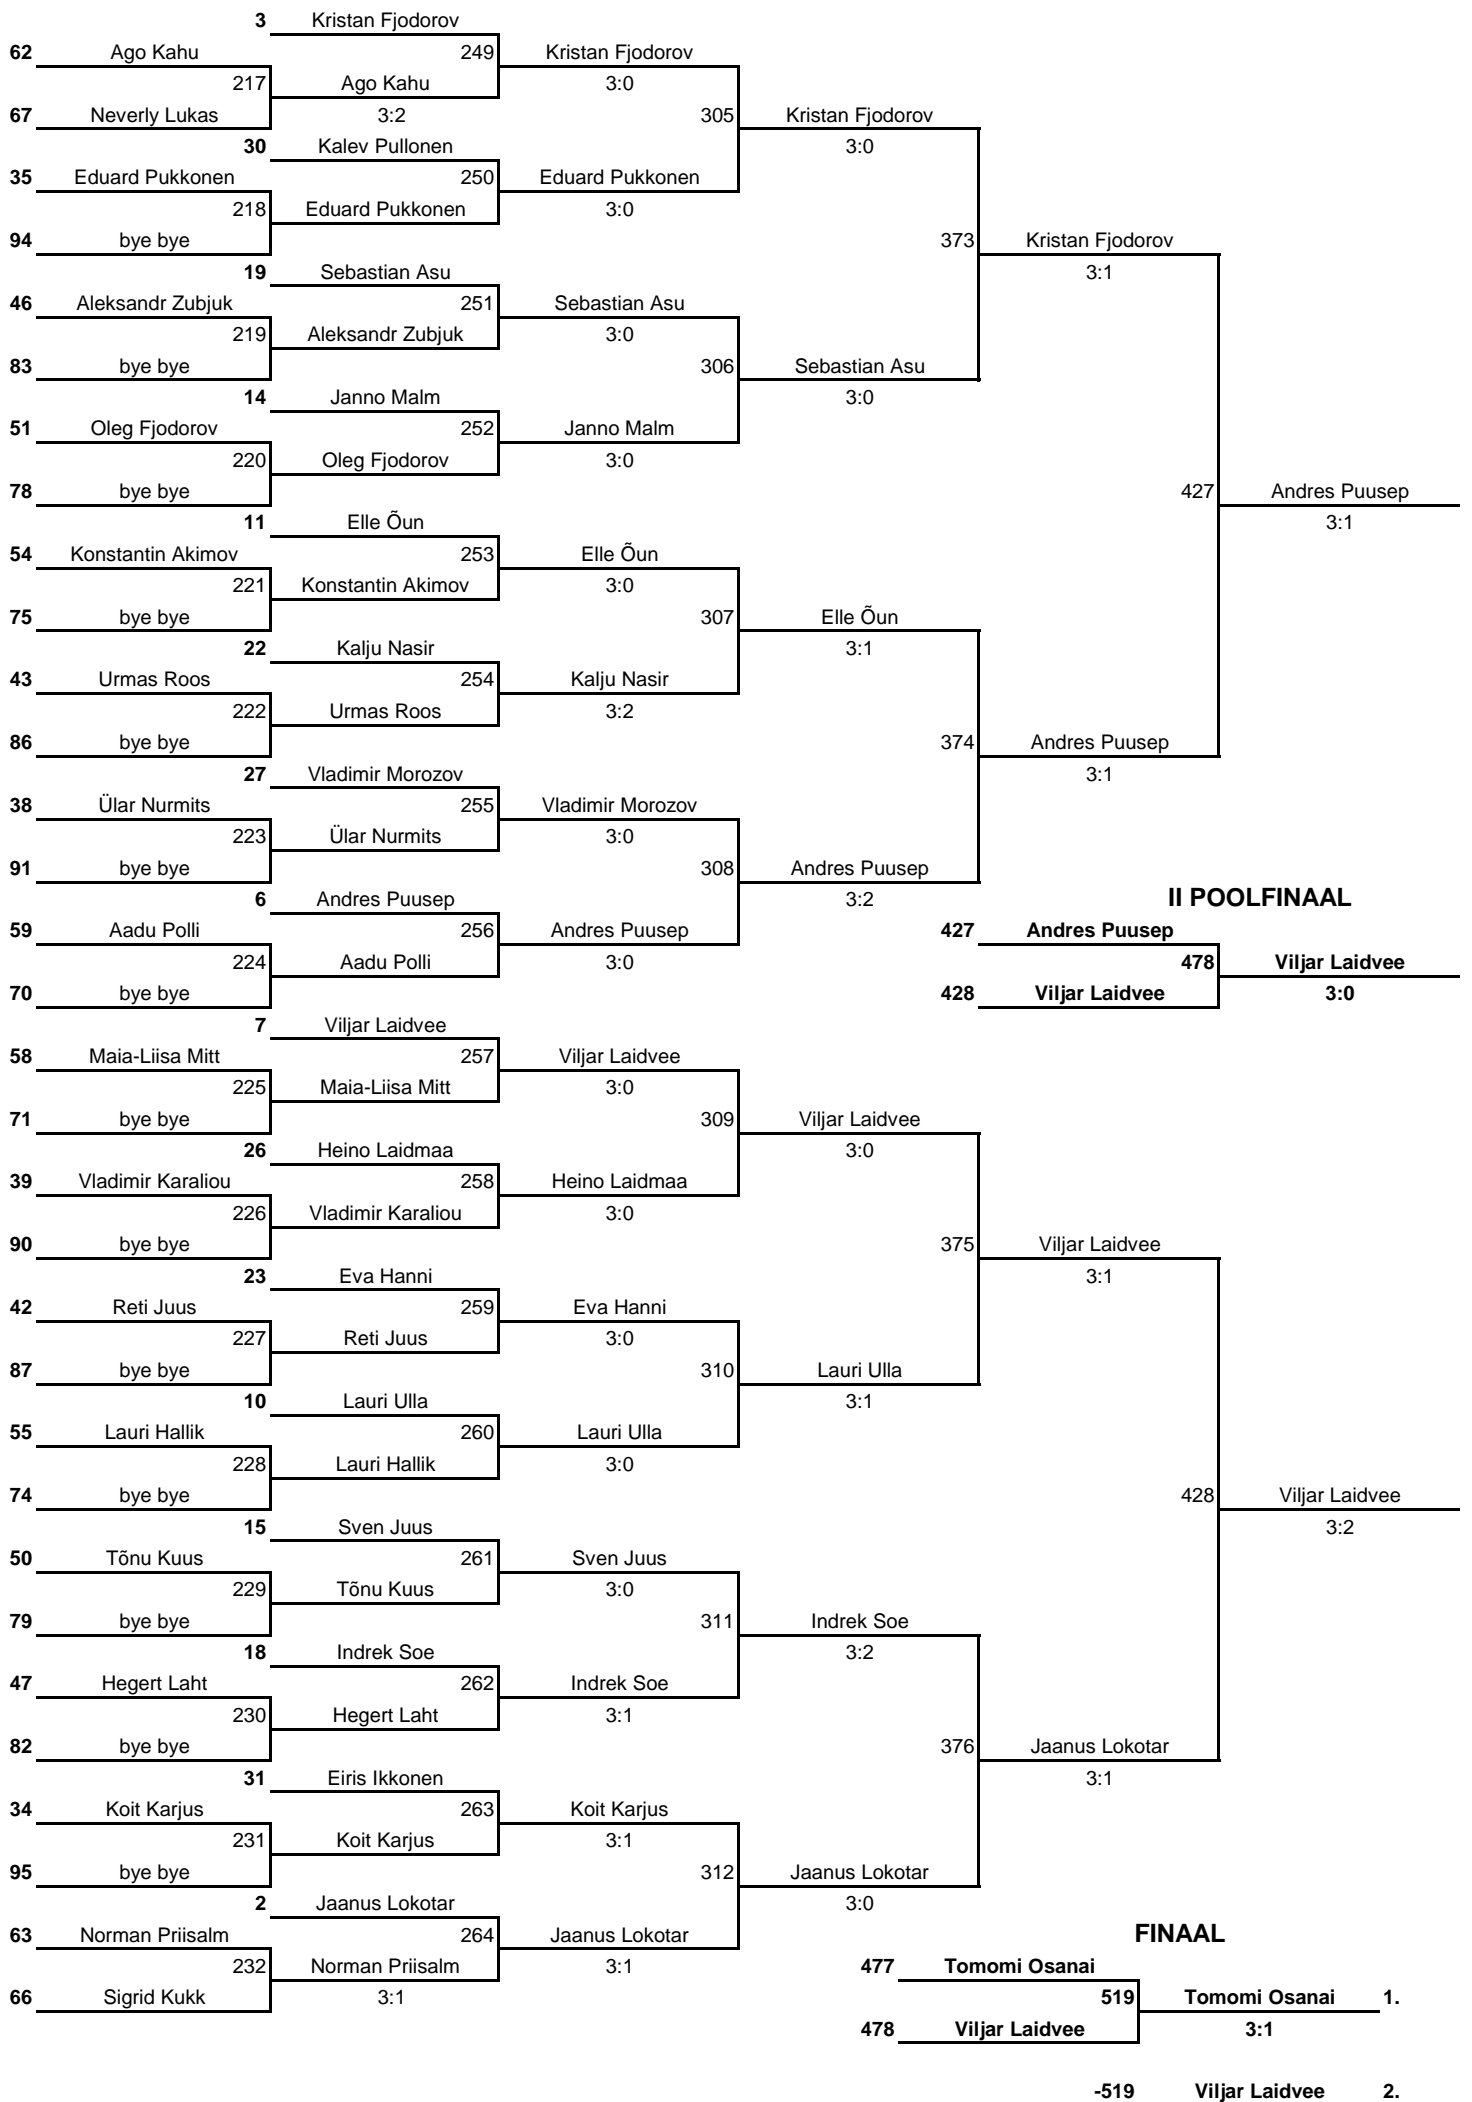 3 Kristan Fjodorov
62 Ago Kahu 249 Kristan Fjodorov
217 Ago Kahu 3:0
67 Neverly Lukas 3:2 305 Kristan Fjodorov
30 Kalev Pullonen 3:0
35 Eduard Pukkonen 250 Eduard Pukkonen
218 Eduard Pukkonen 3:0
94 bye bye 373 Kristan Fjodorov
19 Sebastian Asu 3:1
46 Aleksandr Zubjuk 251 Sebastian Asu
219 Aleksandr Zubjuk 3:0
83 bye bye 306 Sebastian Asu
14 Janno Malm 3:0
51 Oleg Fjodorov 252 Janno Malm
220 Oleg Fjodorov 3:0
78 bye bye 427 Andres Puusep
11 Elle Õun 3:1
54 Konstantin Akimov 253 Elle Õun
221 Konstantin Akimov 3:0
75 bye bye 307 Elle Õun
22 Kalju Nasir 3:1
43 Urmas Roos 254 Kalju Nasir
222 Urmas Roos 3:2
86 bye bye 374 Andres Puusep
27 Vladimir Morozov 3:1
38 Ülar Nurmits 255 Vladimir Morozov
223 Ülar Nurmits 3:0
91 bye bye 308 Andres Puusep
6 Andres Puusep 3:2 II POOLFINAAL
59 Aadu Polli 256 Andres Puusep 427 Andres Puusep
224 Aadu Polli 3:0 478 Viljar Laidvee
70 bye bye 428 Viljar Laidvee 3:0
7 Viljar Laidvee
58 Maia-Liisa Mitt 257 Viljar Laidvee
225 Maia-Liisa Mitt 3:0
71 bye bye 309 Viljar Laidvee
26 Heino Laidmaa 3:0
39 Vladimir Karaliou 258 Heino Laidmaa
226 Vladimir Karaliou 3:0
90 bye bye 375 Viljar Laidvee
23 Eva Hanni 3:1
42 Reti Juus 259 Eva Hanni
227 Reti Juus 3:0
87 bye bye 310 Lauri Ulla
10 Lauri Ulla 3:1
55 Lauri Hallik 260 Lauri Ulla
228 Lauri Hallik 3:0
74 bye bye 428 Viljar Laidvee
15 Sven Juus 3:2
50 Tõnu Kuus 261 Sven Juus
229 Tõnu Kuus 3:0
79 bye bye 311 Indrek Soe
18 Indrek Soe 3:2
47 Hegert Laht 262 Indrek Soe
230 Hegert Laht 3:1
82 bye bye 376 Jaanus Lokotar
31 Eiris Ikkonen 3:1
34 Koit Karjus 263 Koit Karjus
231 Koit Karjus 3:1
95 bye bye 312 Jaanus Lokotar
2 Jaanus Lokotar 3:0
63 Norman Priisalm 264 Jaanus Lokotar FINAAL
232 Norman Priisalm 3:1 477 Tomomi Osanai
66 Sigrid Kukk 3:1 519 Tomomi Osanai 1.
478 Viljar Laidvee 3:1
-519 Viljar Laidvee 2.